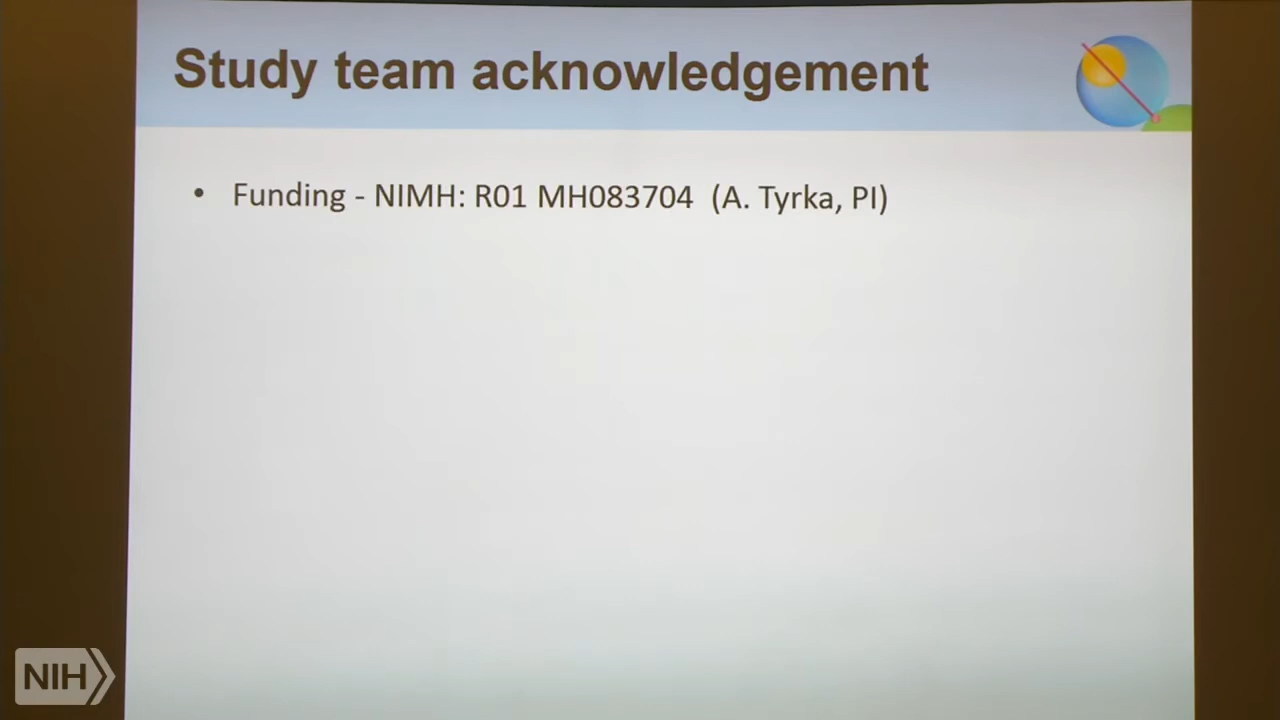 Study team acknowledgement
• Funding - NIMH: R01 MH083704 (A. Tyrka, PI)
NIH